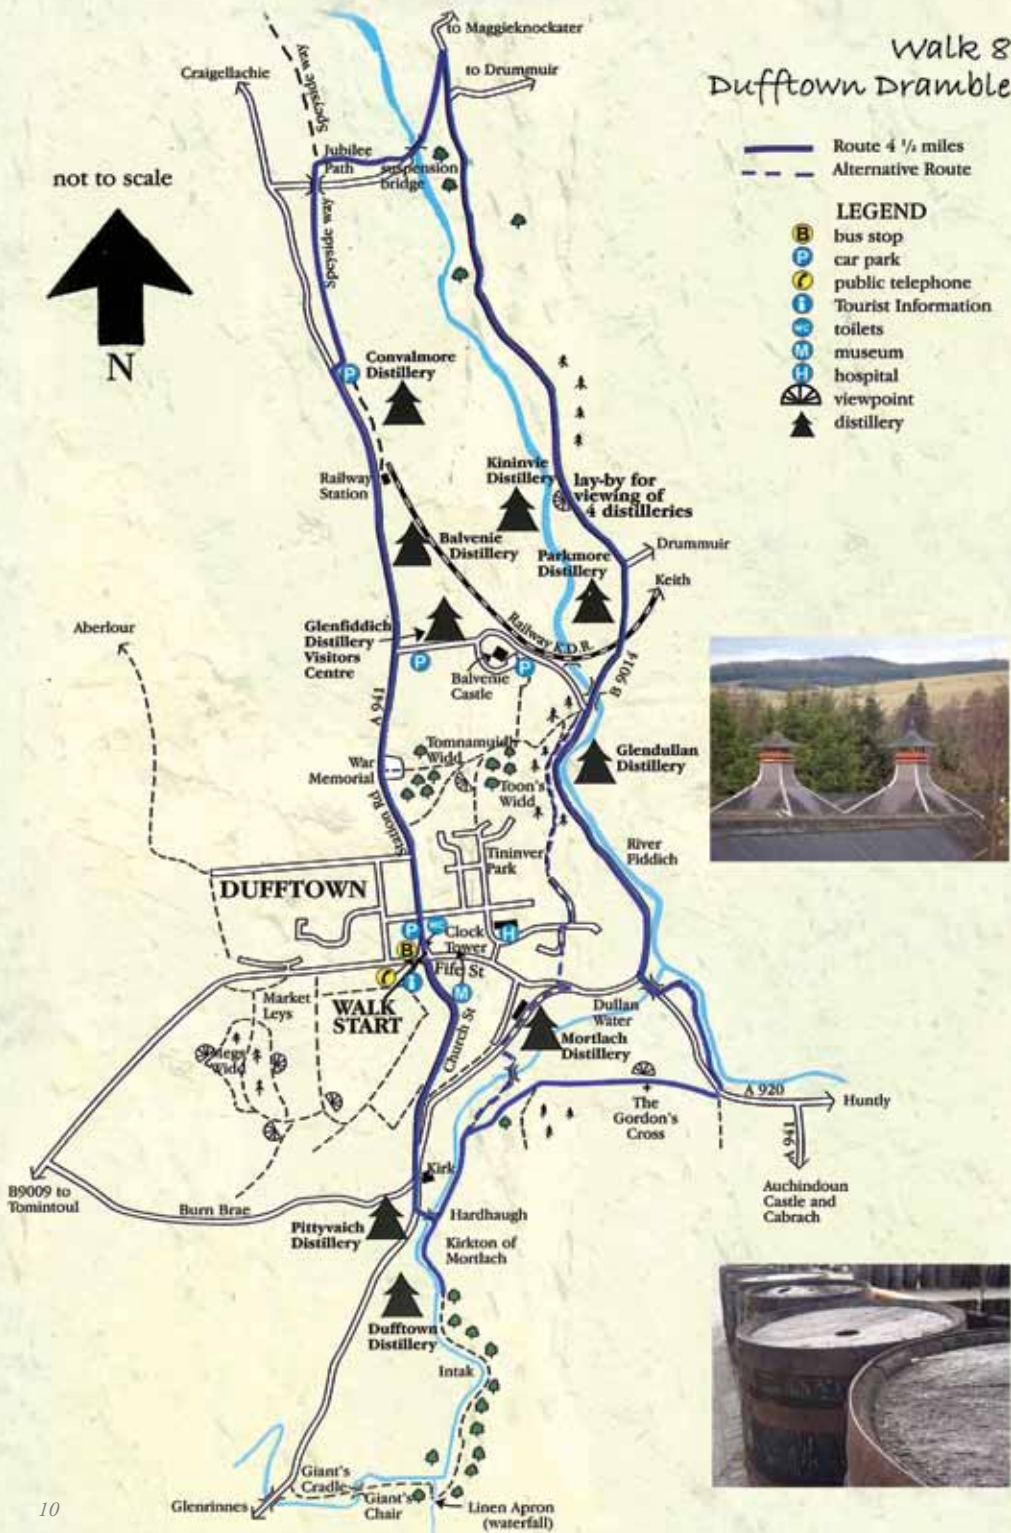 to Maggieknockater
Walk 8
Dufftown Dramble
Craigellachie
Speyside way
to Drummuir
Route 4 ½ miles
Alternative Route
Jubilee
Path
suspension
bridge
not to scale
LEGEND
B bus stop
P car park
public telephone
i Tourist Information
WC toilets
M museum
H hospital
viewpoint
distillery
Speyside way
N
P
Convalmore
Distillery
Railway
Station
Kininvie
Distillery
lay-by for
viewing of
4 distilleries
Balvenie
Distillery
Parkmore
Distillery
Drummuir
Keith
Aberlour
Glenfiddich
Distillery
Visitors
Centre
P
Railway K.D.R.
Balvenie
Castle
P
B 9014
A 941
War
Memorial
Tomnamuidh
Widd
Toon's
Widd
Glendullan
Distillery
Station Rd
Tininver
Park
River
Fiddich
DUFFTOWN
P
WC
B
Clock
Tower
H
Fife St
i
M
Market
Leys
WALK
START
Church St
Dullan
Water
Mortlach
Distillery
Megs
Widd
A 920
Huntly
The
Gordon's
Cross
A 941
Kirk
B9009 to
Tomintoul
Burn Brae
Auchindoun
Castle and
Cabrach
Pittyvaich
Distillery
Hardhaugh
Kirkton of
Mortlach
Dufftown
Distillery
Intak
Giant's
Cradle
Giant's
Chair
Glenrinnes
Linen Apron
(waterfall)
10